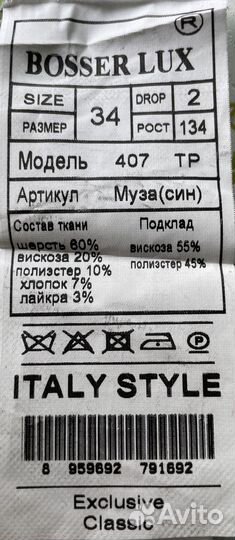 ®
BOSSER LUX
SIZE 34 DROP 2
РАЗМЕР РОСТ 134
Модель 407 ТР
Артикул Муза(син)
Состав ткани Подклад
шерсть 60% вискоза 55%
вискоза 20% полиэстер 45%
полиэстер 10%
хлопок 7%
лайкра 3%
P
ITALY STYLE
8 959692 791692
Exclusive
Classic
Avito